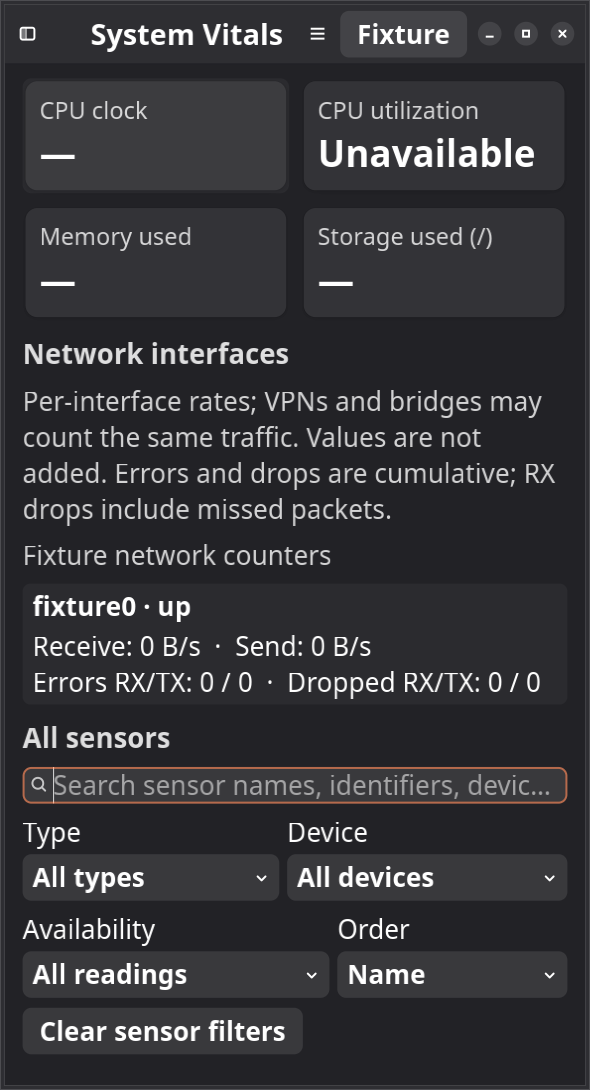 System Vitals
Fixture
CPU clock
—
CPU utilization
Unavailable
Memory used
—
Storage used (/)
—
Network interfaces
Per-interface rates; VPNs and bridges may
count the same traffic. Values are not
added. Errors and drops are cumulative; RX
drops include missed packets.
Fixture network counters
fixture0 · up
Receive: 0 B/s · Send: 0 B/s
Errors RX/TX: 0 / 0 · Dropped RX/TX: 0 / 0
All sensors
Search sensor names, identifiers, devic...
Type
Device
All types
All devices
Availability
Order
All readings
Name
Clear sensor filters